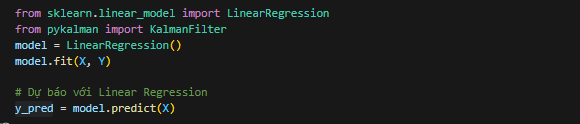 from sklearn.linear_model import LinearRegression
from pykalman import KalmanFilter
model = LinearRegression()
model.fit(X, Y)
# Dự báo với Linear Regression
y_pred = model.predict(X)